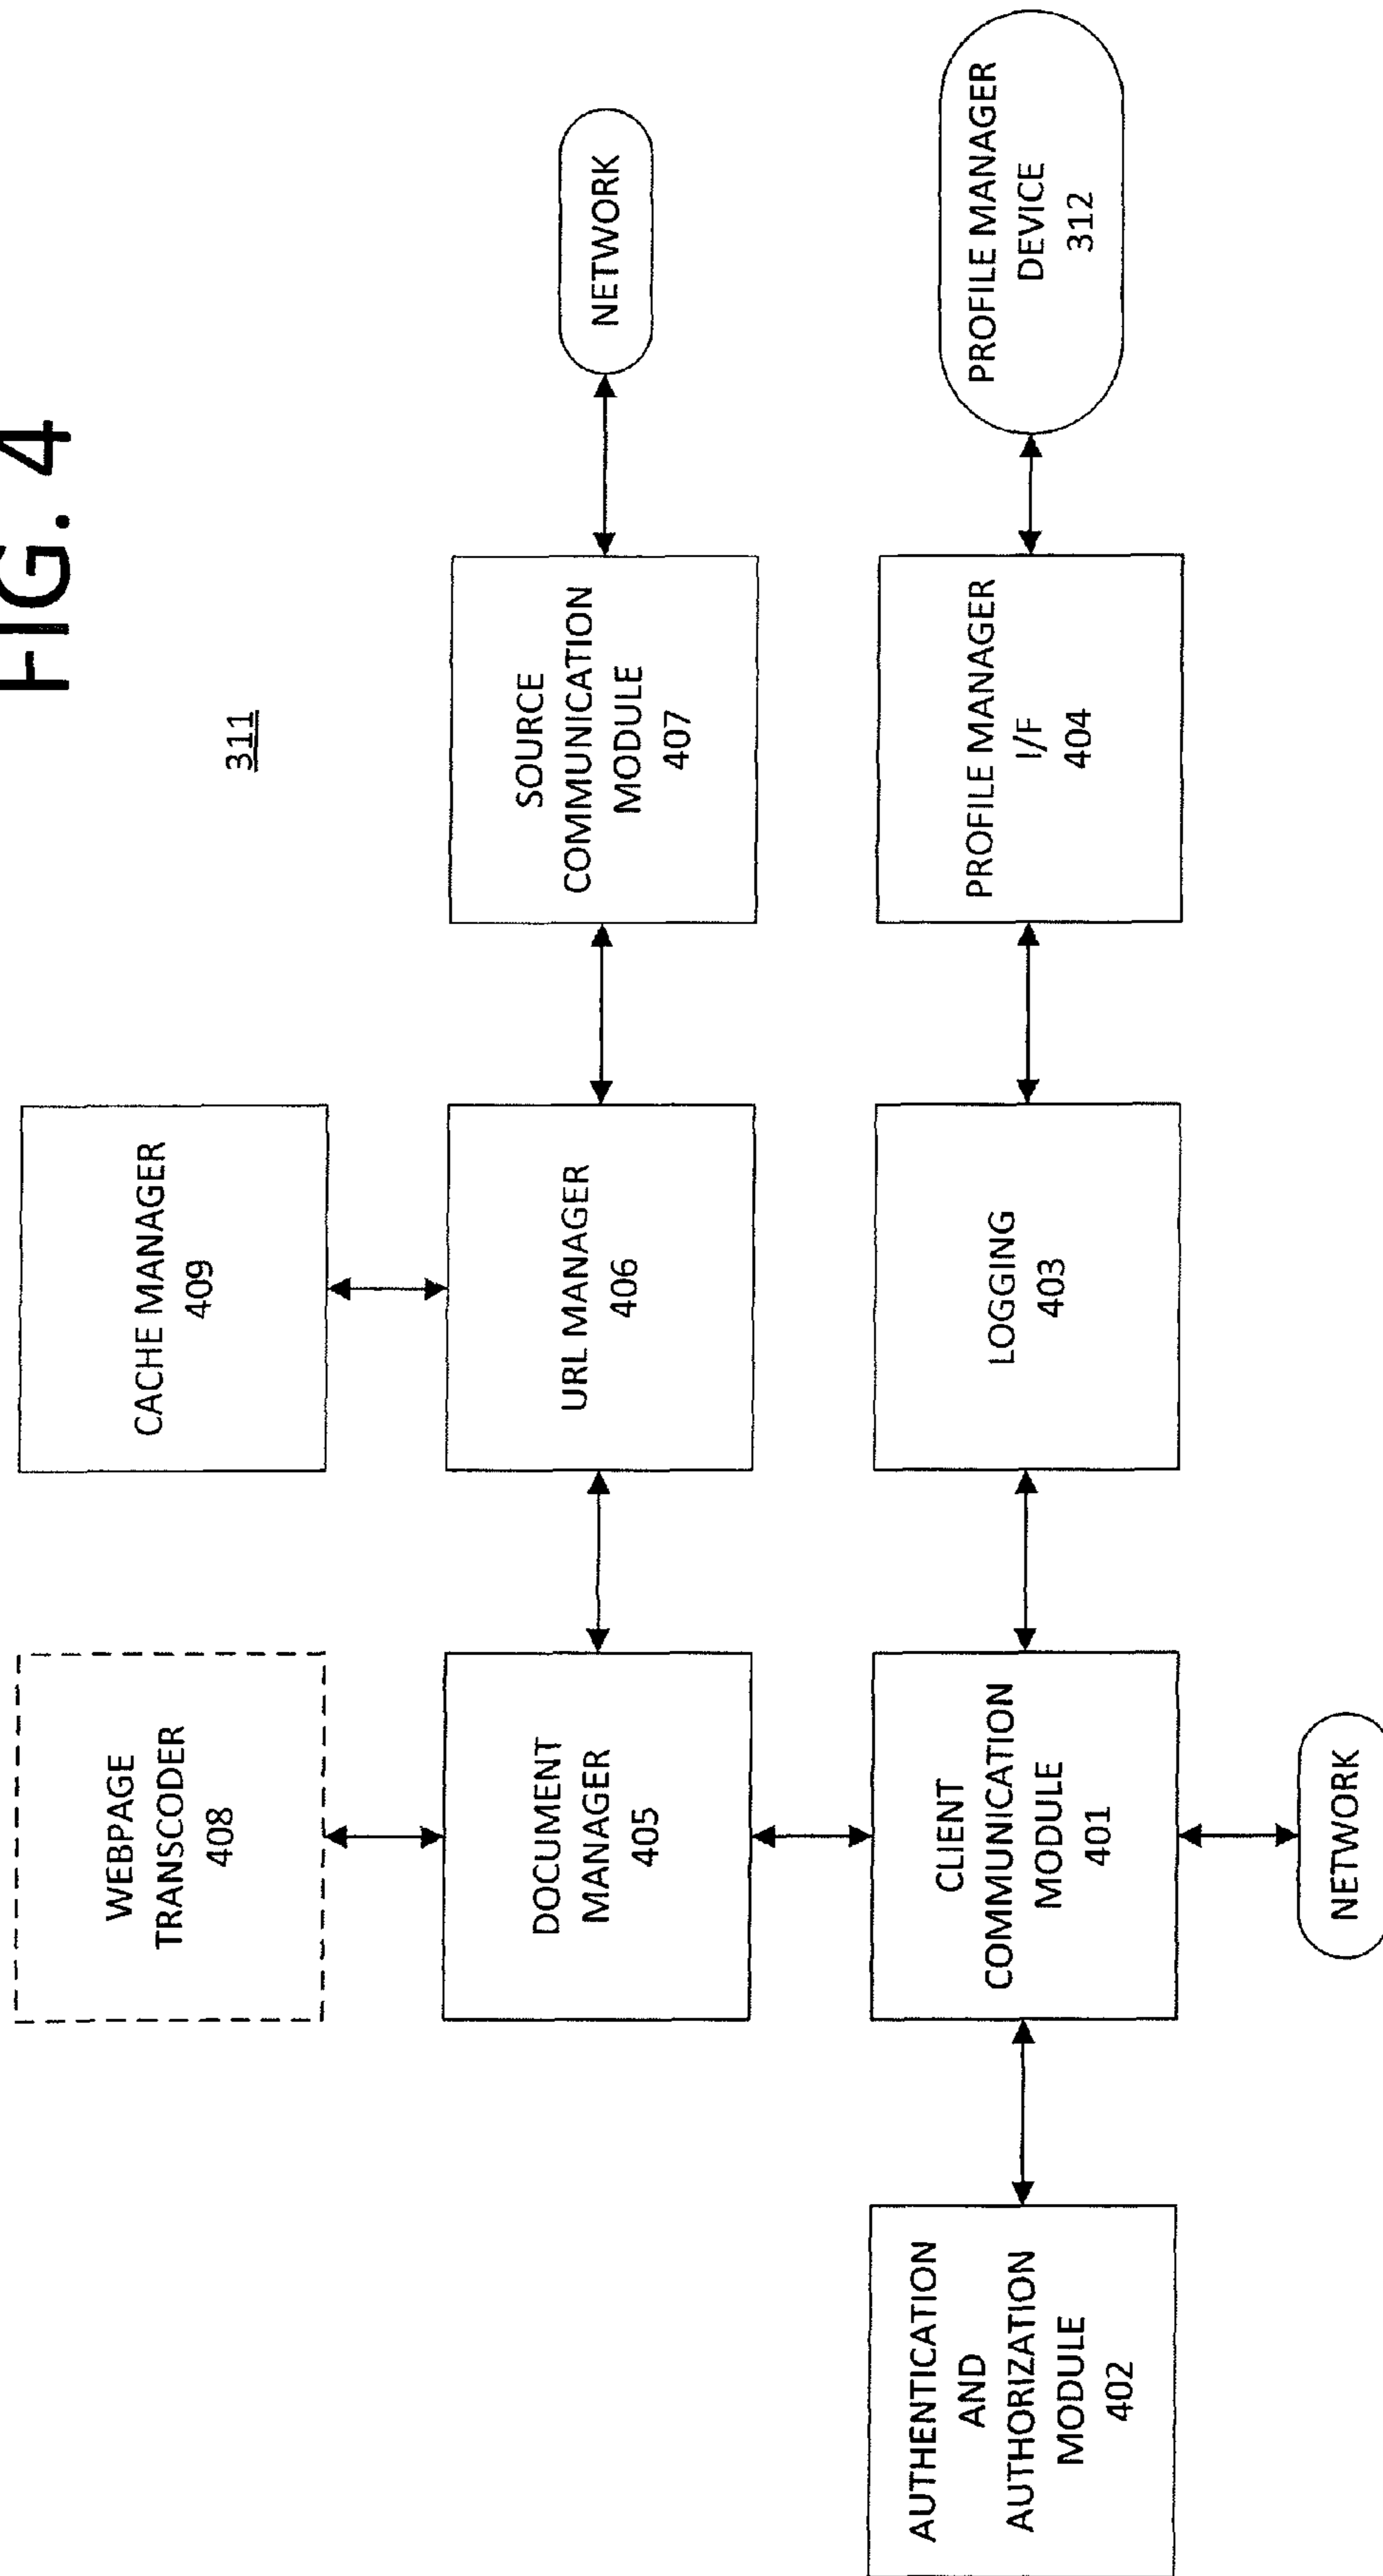 FIG. 4
311
WEBPAGE
TRANSCODER
408
CACHE MANAGER
409
DOCUMENT
MANAGER
405
URL MANAGER
406
SOURCE
COMMUNICATION
MODULE
407
NETWORK
AUTHENTICATION
AND
AUTHORIZATION
MODULE
402
CLIENT
COMMUNICATION
MODULE
401
LOGGING
403
PROFILE MANAGER
I/F
404
PROFILE MANAGER
DEVICE
312
NETWORK